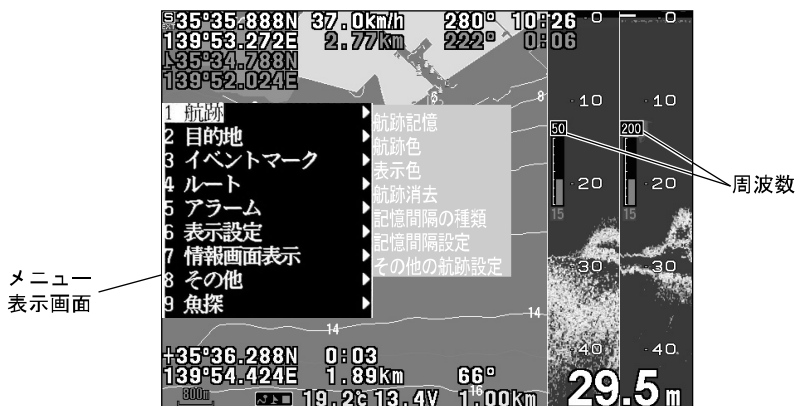 35°35.888N 37.0km/h 280° 10:26
139°53.272E 2.77km 222° 0:06
35°34.788N
139°52.024E
0 0
10 10
50 200
周波数
20 20
15 15
30 30
40 40
29.5m
8
6
1 航跡
2 目的地
3 イベントマーク
4 ルート
5 アラーム
6 表示設定
7 情報画面表示
8 その他
9 魚探
航跡記憶
航跡色
表示色
航跡消去
記憶間隔の種類
記憶間隔設定
その他の航跡設定
メニュー
表示画面
14
14
+35°36.288N 0:03
139°54.424E 1.89km 66°
16
800m 19.2℃ 13.4V 1.00km